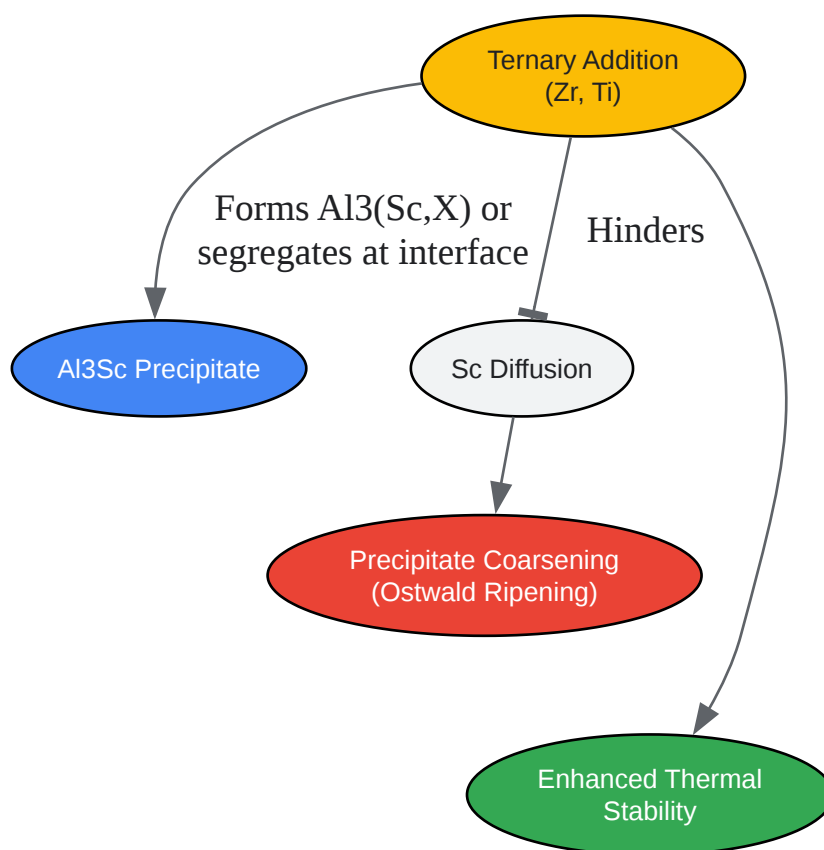 Ternary Addition
(Zr, Ti)
Forms Al3(Sc,X) or
segregates at interface
Hinders
Al3Sc Precipitate
Sc Diffusion
Precipitate Coarsening
(Ostwald Ripening)
Enhanced Thermal
Stability